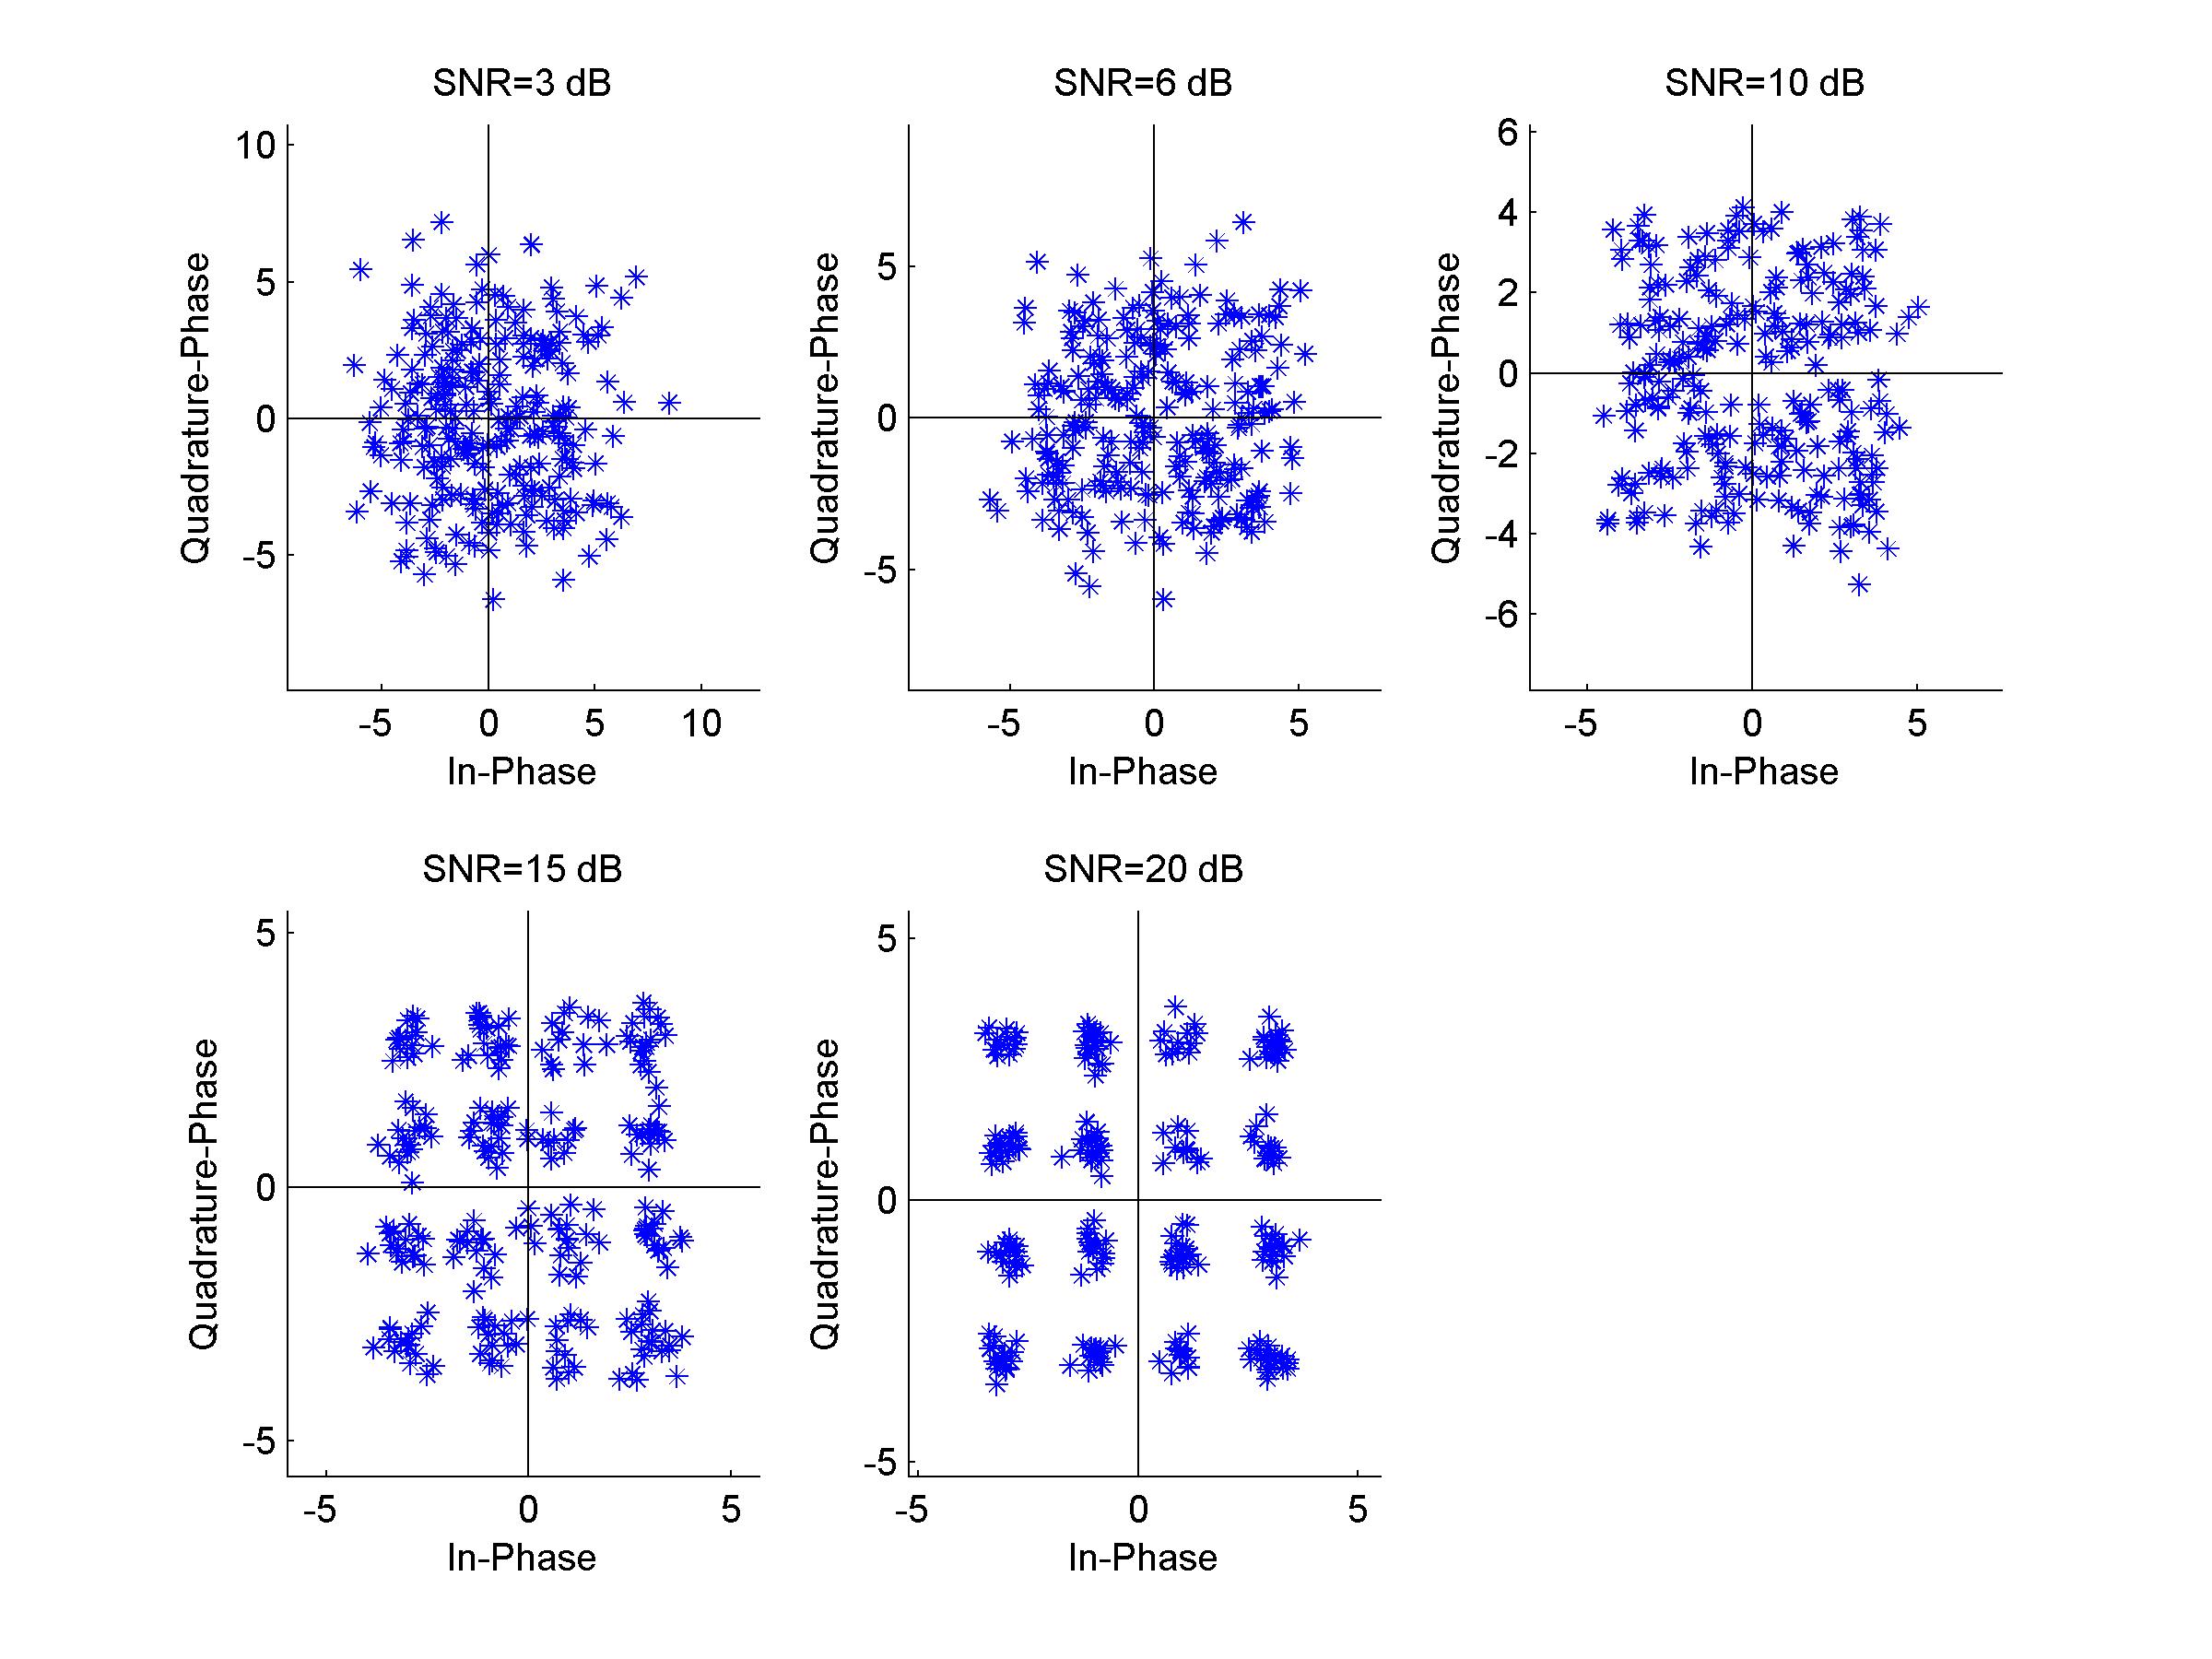 SNR=3 dB
10
5
0
-5
Quadrature-Phase
-5 0 5 10
In-Phase
SNR=6 dB
5
0
-5
Quadrature-Phase
-5 0 5
In-Phase
SNR=10 dB
6
4
2
0
-2
-4
-6
Quadrature-Phase
-5 0 5
In-Phase
SNR=15 dB
5
0
-5
Quadrature-Phase
-5 0 5
In-Phase
SNR=20 dB
5
0
-5
Quadrature-Phase
-5 0 5
In-Phase